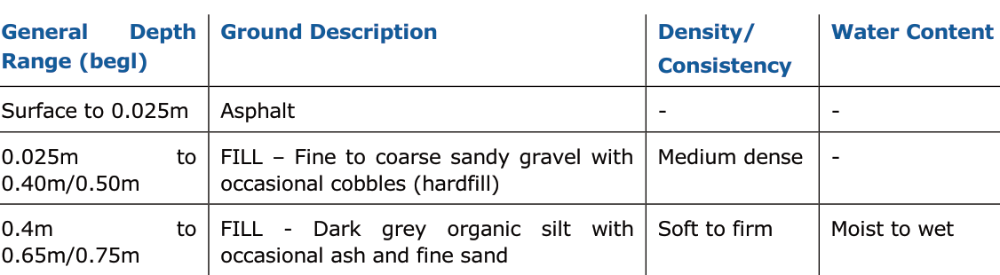 General Depth Range (begl) | Ground Description | Density/ Consistency | Water Content
Surface to 0.025m | Asphalt | - | -
0.025m to 0.40m/0.50m | FILL – Fine to coarse sandy gravel with occasional cobbles (hardfill) | Medium dense | -
0.4m to 0.65m/0.75m | FILL - Dark grey organic silt with occasional ash and fine sand | Soft to firm | Moist to wet